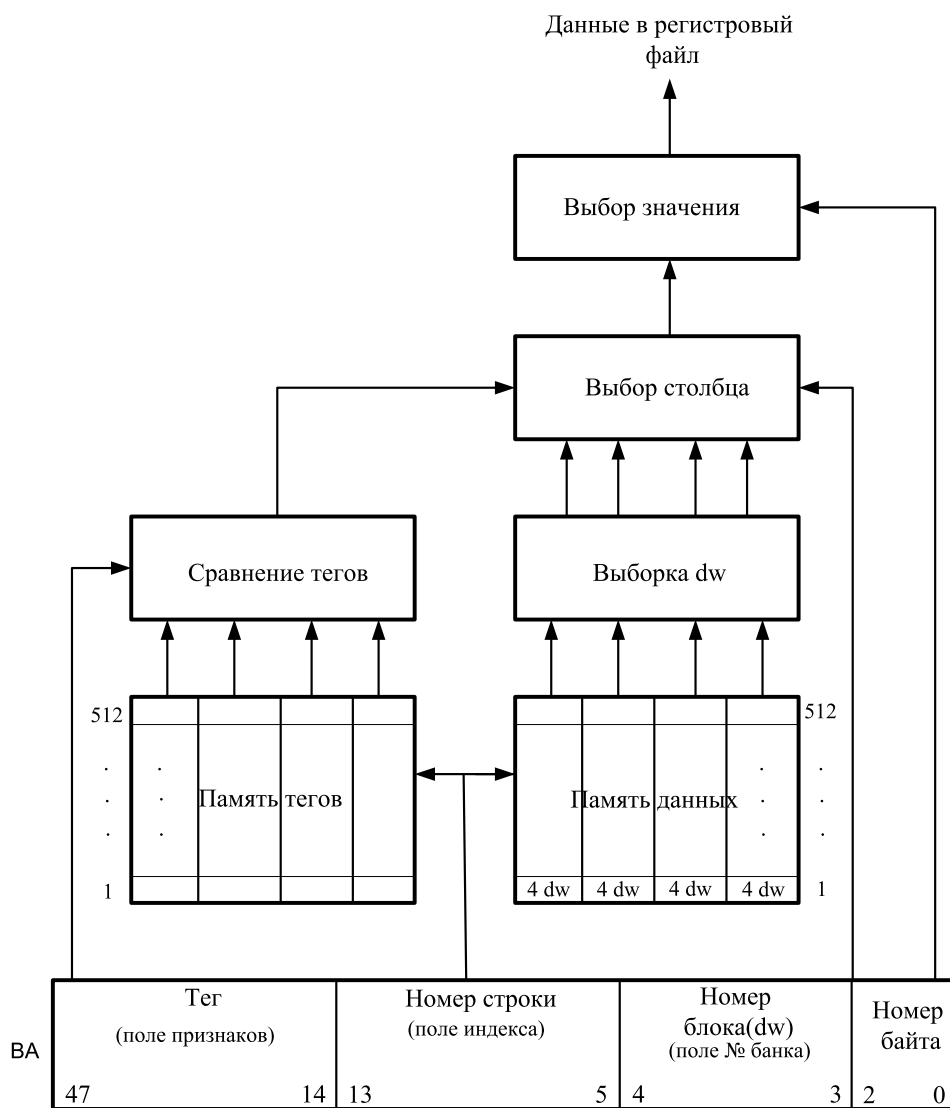 Данные в регистровый
файл
Выбор значения
Выбор столбца
Сравнение тегов
Выборка dw
512
512
Память тегов
Память данных
1
4 dw 4 dw 4 dw 4 dw
1
Тег
(поле признаков)
Номер строки
(поле индекса)
Номер
блока(dw)
(поле № банка)
Номер
байта
ВА
47 14 13 5 4 3 2 0